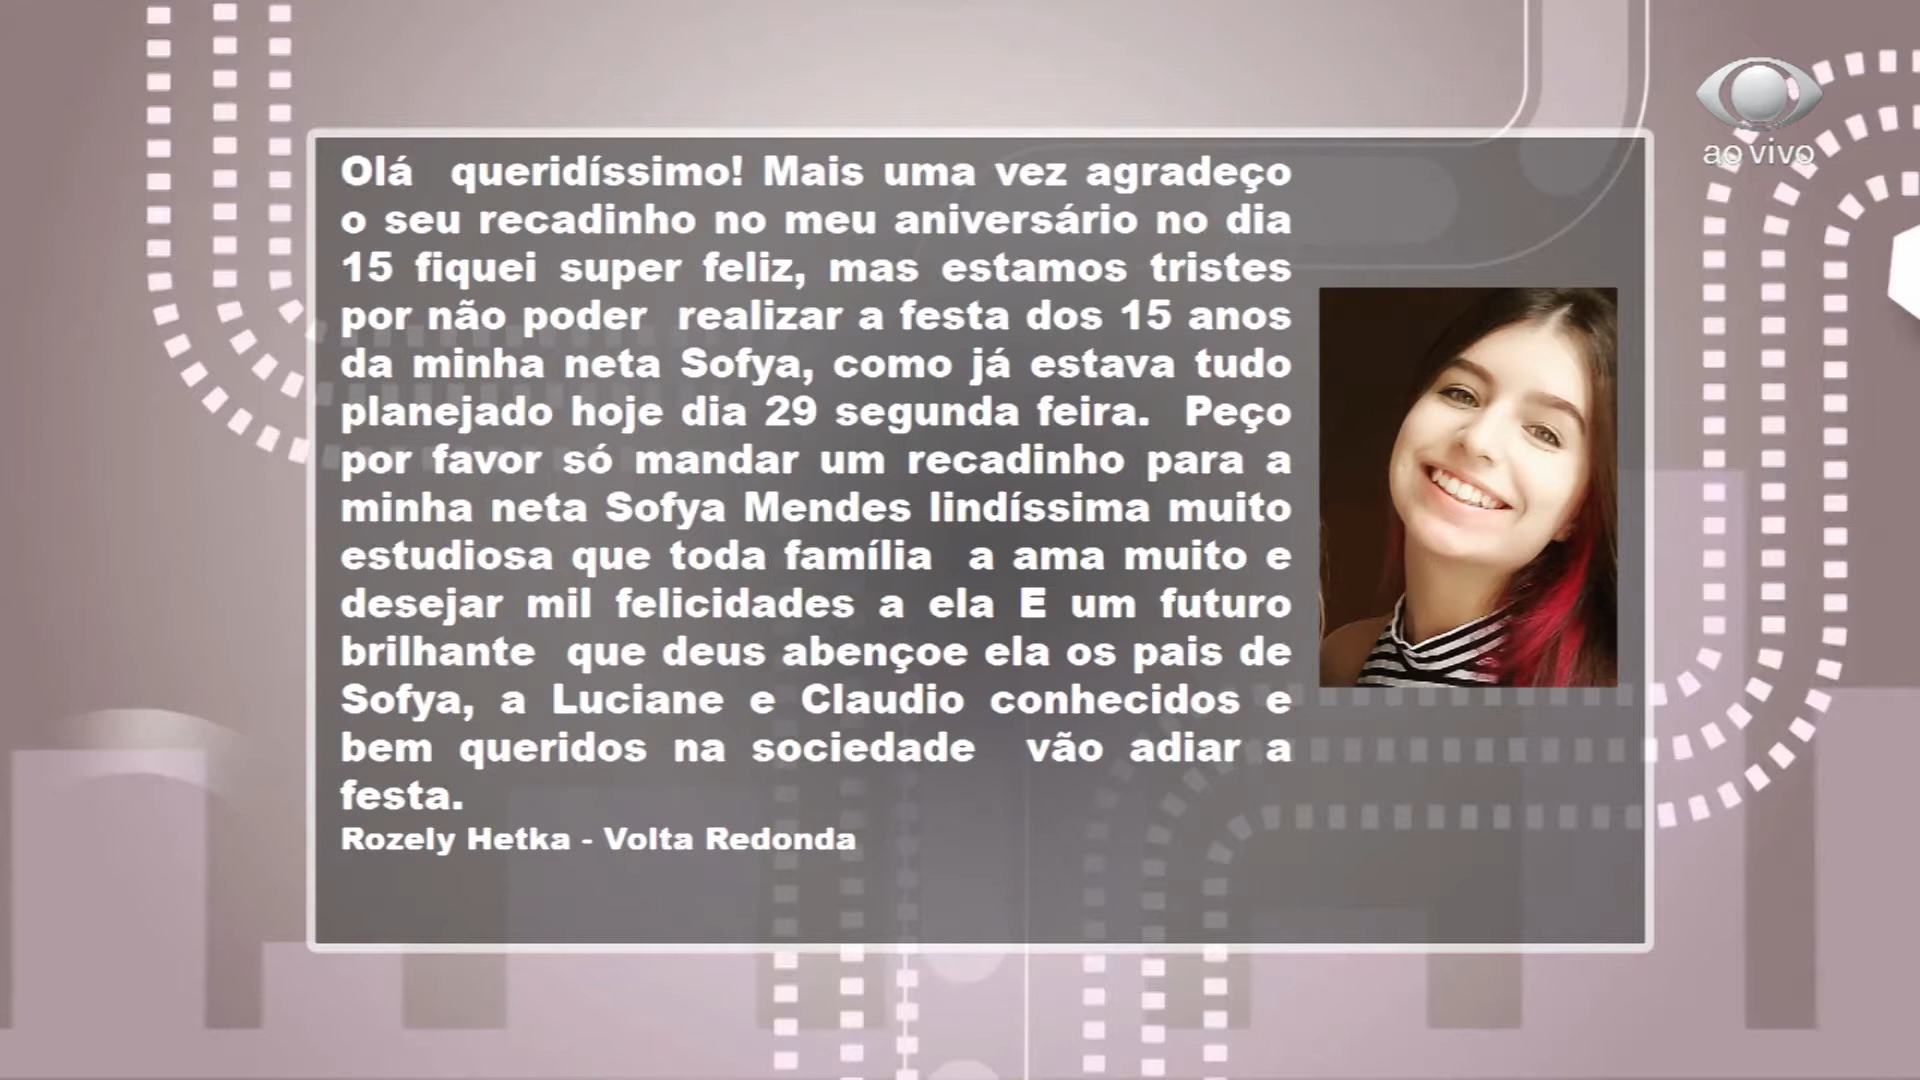 Olá queridíssimo! Mais uma vez agradeço
o seu recadinho no meu aniversário no dia
15 fiquei super feliz, mas estamos tristes
por não poder realizar a festa dos 15 anos
da minha neta Sofya, como já estava tudo
planejado hoje dia 29 segunda feira. Peço
por favor só mandar um recadinho para a
minha neta Sofya Mendes lindíssima muito
estudiosa que toda família a ama muito e
desejar mil felicidades a ela E um futuro
brilhante que deus abençoe ela os pais de
Sofya, a Luciane e Claudio conhecidos e
bem queridos na sociedade vão adiar a
festa.
Rozely Hetka - Volta Redonda
ao vivo